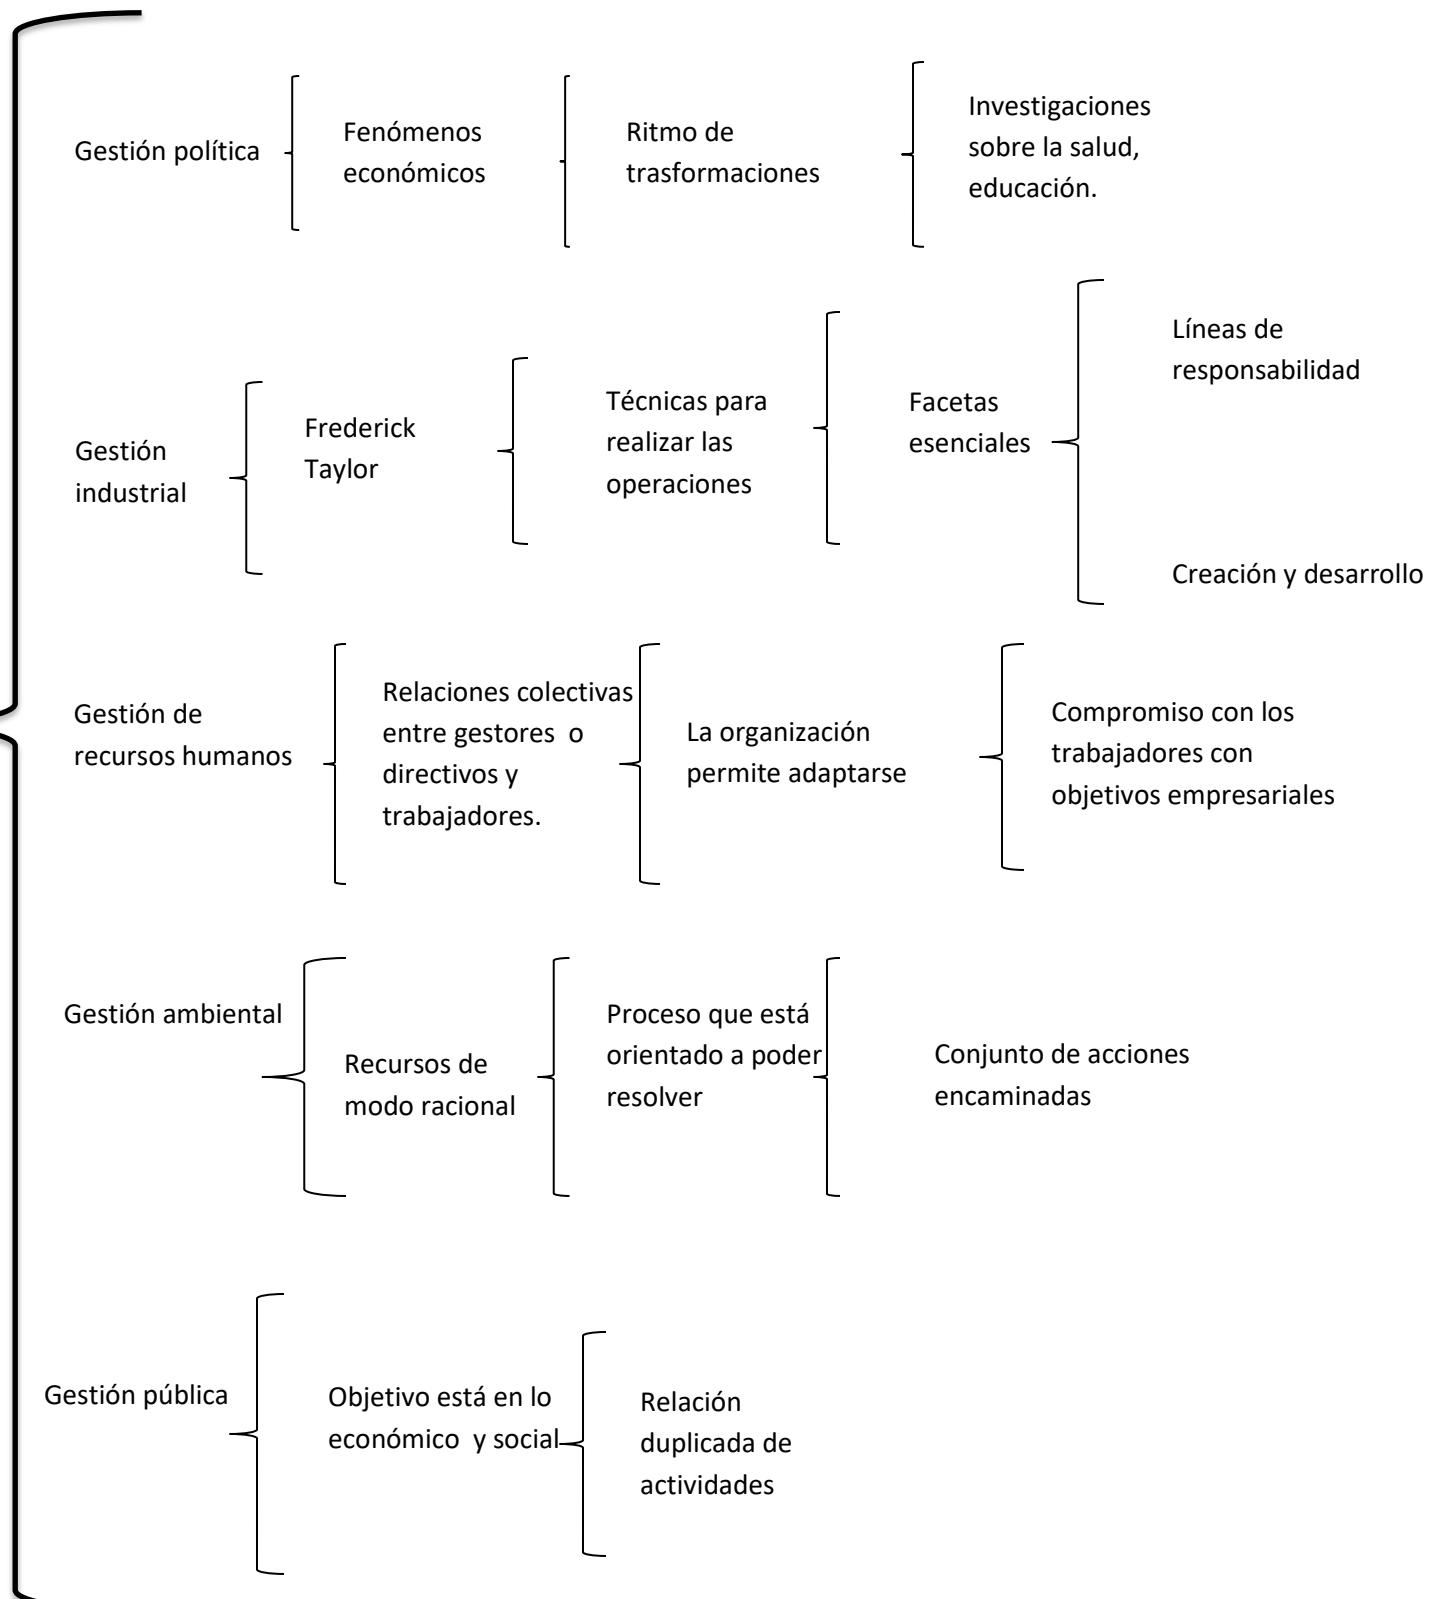 Gestión política
Fenómenos
económicos
Ritmo de
trasformaciones
Investigaciones
sobre la salud,
educación.
Gestión
industrial
Frederick
Taylor
Técnicas para
realizar las
operaciones
Facetas
esenciales
Líneas de
responsabilidad
Creación y desarrollo
Gestión de
recursos humanos
Relaciones colectivas
entre gestores  o
directivos y
trabajadores.
La organización
permite adaptarse
Compromiso con los
trabajadores con
objetivos empresariales
Gestión ambiental
Recursos de
modo racional
Proceso que está
orientado a poder
resolver
Conjunto de acciones
encaminadas
Gestión pública
Objetivo está en lo
económico  y social
Relación
duplicada de
actividades